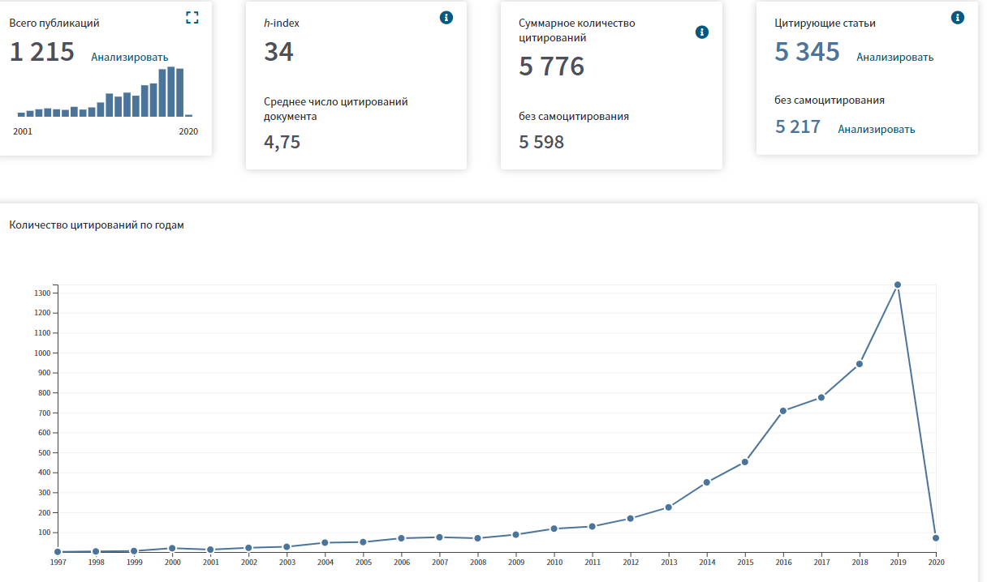 Всего публикаций
1 215 Анализировать
2001 2020
h-index
34
Среднее число цитирований
документа
4,75
Суммарное количество
цитирований
5 776
без самоцитирования
5 598
Цитирующие статьи
5 345 Анализировать
без самоцитирования
5 217 Анализировать
Количество цитирований по годам
1300
1200
1100
1000
900
800
700
600
500
400
300
200
100
1997 1998 1999 2000 2001 2002 2003 2004 2005 2006 2007 2008 2009 2010 2011 2012 2013 2014 2015 2016 2017 2018 2019 2020